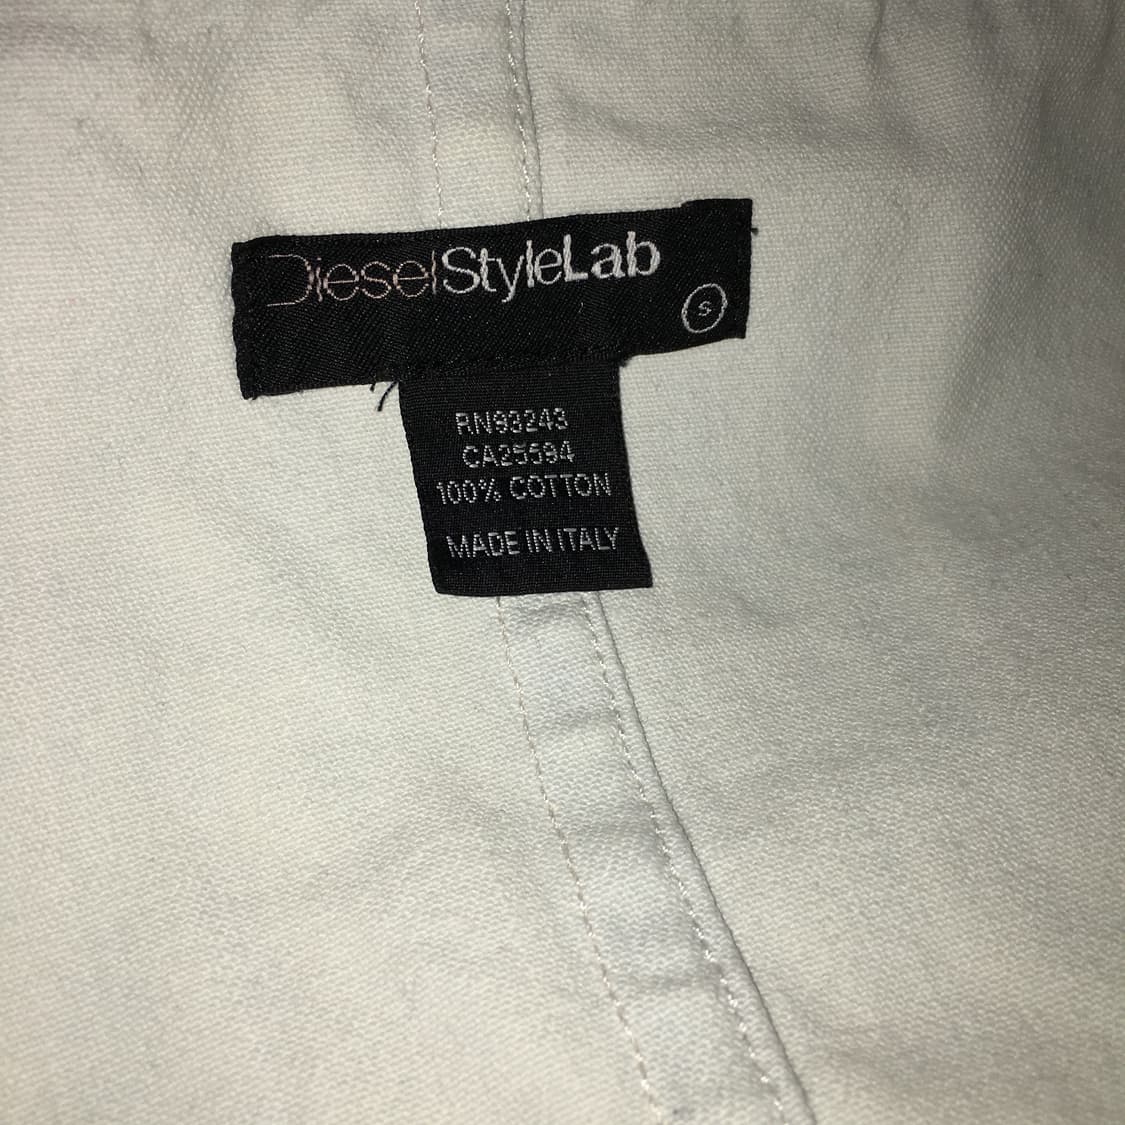 DieselStyleLab
S
RN93243
CA25594
100% COTTON
MADE IN ITALY